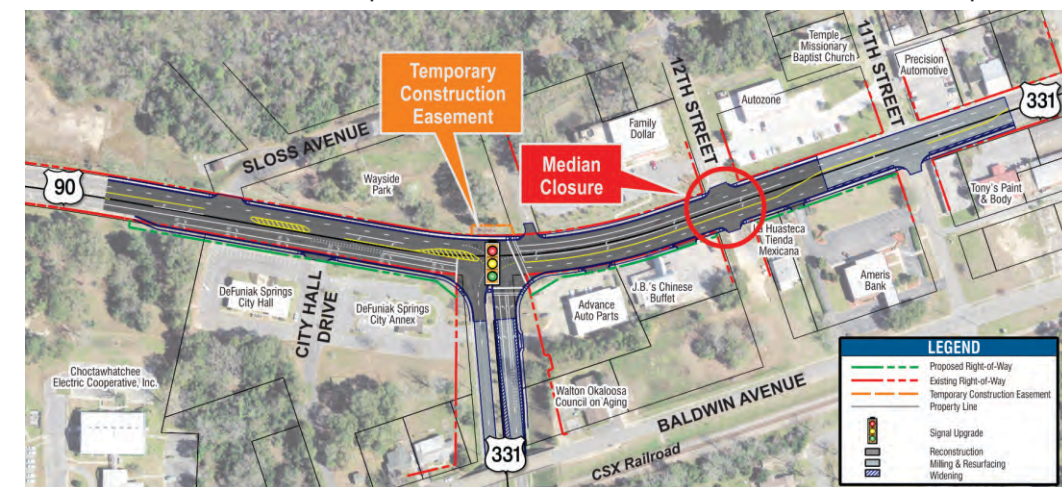 Temple
Missionary
Baptist Church
11TH STREET
Precision
Automotive
331
12TH STREET
Autozone
Temporary
Construction
Easement
Family
Dollar
SLOSS AVENUE
Median
Closure
Wayside
Park
90
Tony's Paint
& Body
La Huasteca
Tienda
Mexicana
Ameris
Bank
J.B.'s Chinese
Buffet
Advance
Auto Parts
DeFuniak Springs
City Hall
CITY HALL
DRIVE
DeFuniak Springs
City Annex
Choctawhatchee
Electric Cooperative, Inc.
Walton Okaloosa
Council on Aging
BALDWIN AVENUE
331
CSX Railroad
LEGEND
Proposed Right-of-Way
Existing Right-of-Way
Temporary Construction Easement
Property Line
Signal Upgrade
Reconstruction
Milling & Resurfacing
Widening